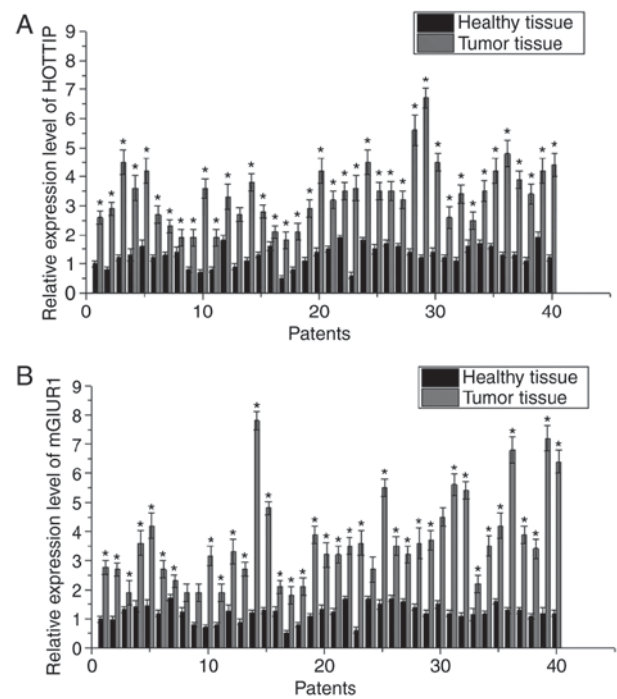 A
Healthy tissue
Tumor tissue
Relative expression level of HOTTIP
9
8
7
6
5
4
3
2
1
0
0 10 20 30 40
Patents
B
Healthy tissue
Tumor tissue
Relative expression level of mGIUR1
9
8
7
6
5
4
3
2
1
0
0 10 20 30 40
Patents